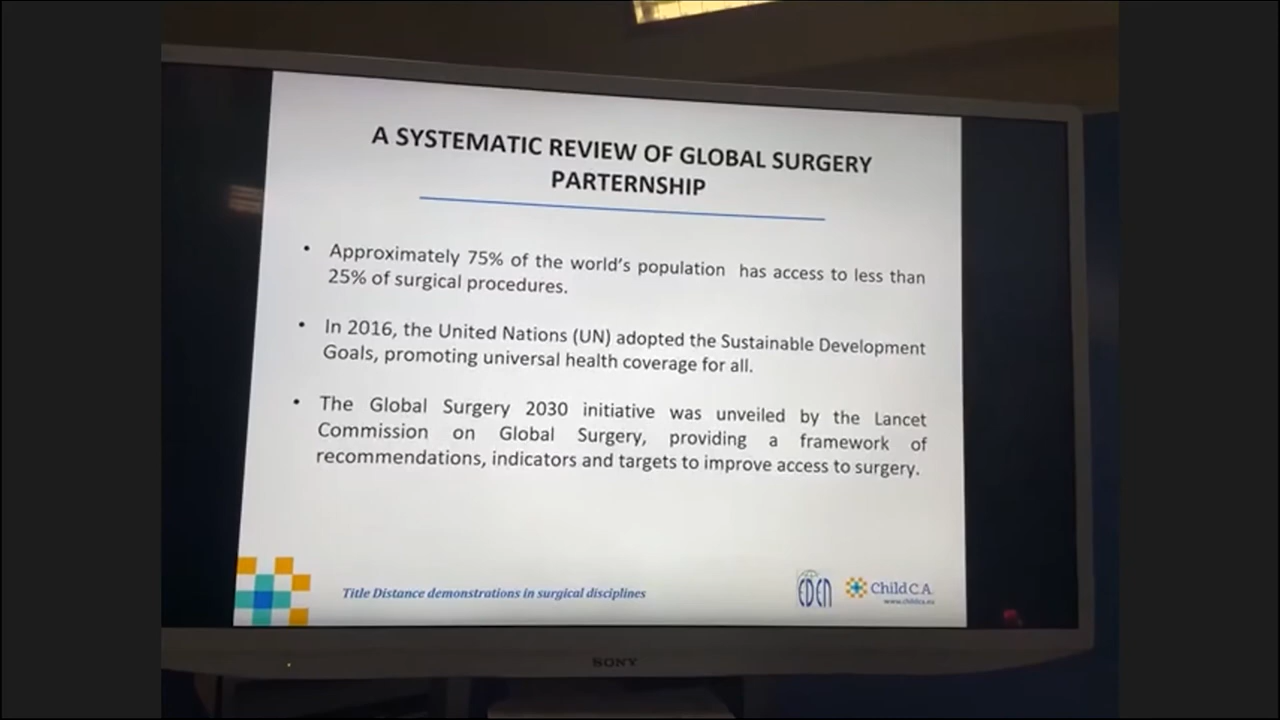 A SYSTEMATIC REVIEW OF GLOBAL SURGERY
PARTERNSHIP
• Approximately 75% of the world's population has access to less than
25% of surgical procedures.
• In 2016, the United Nations (UN) adopted the Sustainable Development
Goals, promoting universal health coverage for all.
• The Global Surgery 2030 initiative was unveiled by the Lancet
Commission on Global Surgery, providing a framework of
recommendations, indicators and targets to improve access to surgery.
Title Distance demonstrations in surgical disciplines
EDEN
Child C.A.
www.childca.eu
SONY